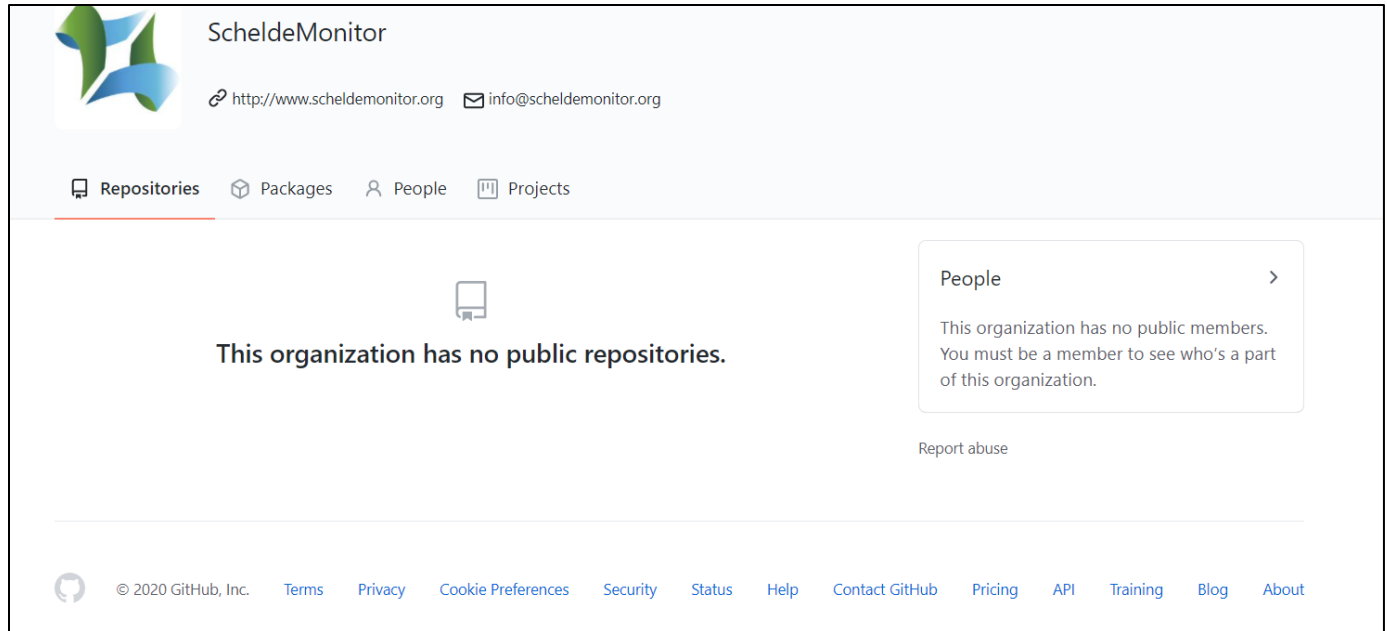 ScheldeMonitor
http://www.scheldemonitor.org info@scheldemonitor.org
Repositories Packages People Projects
This organization has no public repositories.
People
This organization has no public members.
You must be a member to see who's a part
of this organization.
Report abuse
© 2020 GitHub, Inc. Terms Privacy Cookie Preferences Security Status Help Contact GitHub Pricing API Training Blog About